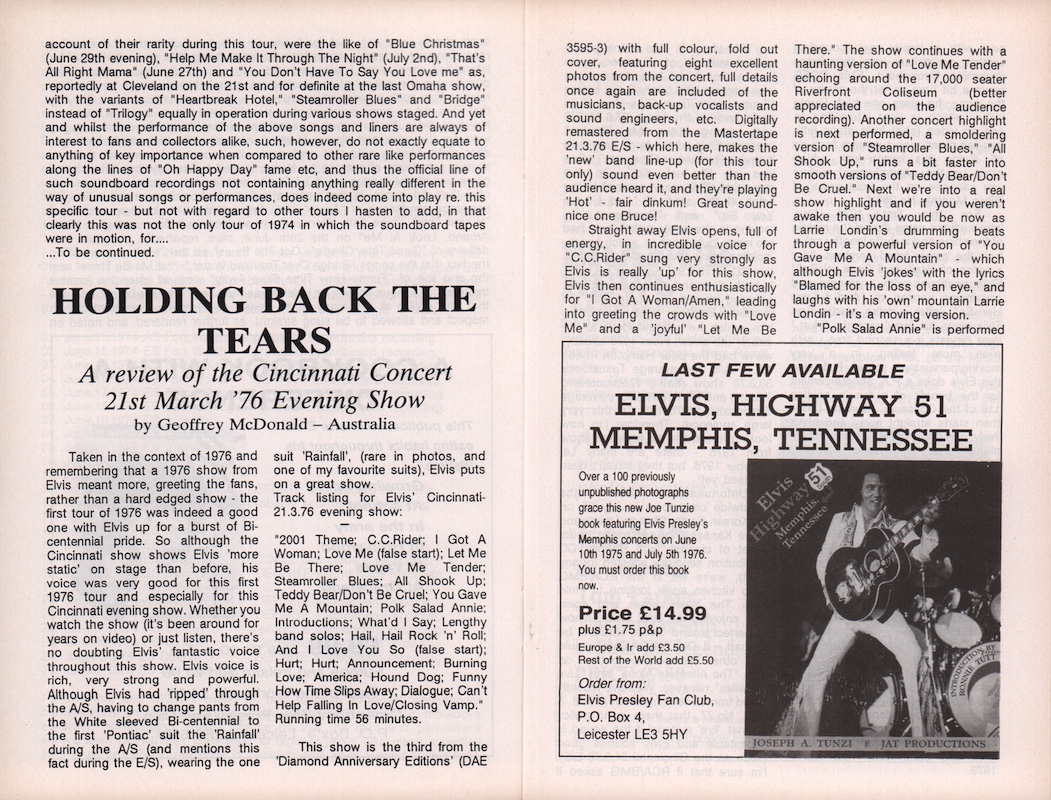 account of their rarity during this tour, were the like of "Blue Christmas"
(June 29th evening), "Help Me Make It Through The Night" (July 2nd), "That's
All Right Mama" (June 27th) and "You Don't Have To Say You Love me" as,
reportedly at Cleveland on the 21st and for definite at the last Omaha show,
with the variants of "Heartbreak Hotel," "Steamroller Blues" and "Bridge"
instead of "Trilogy" equally in operation during various shows staged. And yet
and whilst the performance of the above songs and liners are always of
interest to fans and collectors alike, such, however, do not exactly equate to
anything of key importance when compared to other rare like performances
along the lines of "Oh Happy Day" fame etc, and thus the official line of
such soundboard recordings not containing anything really different in the
way of unusual songs or performances, does indeed come into play re. this
specific tour - but not with regard to other tours I hasten to add, in that
clearly this was not the only tour of 1974 in which the soundboard tapes
were in motion, for....
...To be continued.
HOLDING BACK THE
TEARS
A review of the Cincinnati Concert
21st March '76 Evening Show
by Geoffrey McDonald – Australia
Taken in the context of 1976 and
remembering that a 1976 show from
Elvis meant more, greeting the fans,
rather than a hard edged show - the
first tour of 1976 was indeed a good
one with Elvis up for a burst of Bi-
centennial pride. So although the
Cincinnati show shows Elvis 'more
static' on stage than before, his
voice was very good for this first
1976 tour and especially for this
Cincinnati evening show. Whether you
watch the show (it's been around for
years on video) or just listen, there's
no doubting Elvis' fantastic voice
throughout this show. Elvis voice is
rich, very strong and powerful.
Although Elvis had 'ripped' through
the A/S, having to change pants from
the White sleeved Bi-centennial to
the first 'Pontiac' suit the 'Rainfall'
during the A/S (and mentions this
fact during the E/S), wearing the one
suit 'Rainfall', (rare in photos, and
one of my favourite suits), Elvis puts
on a great show.
Track listing for Elvis' Cincinnati-
21.3.76 evening show:
–
"2001 Theme; C.C.Rider; I Got A
Woman; Love Me (false start); Let Me
Be There; Love Me Tender;
Steamroller Blues; All Shook Up;
Teddy Bear/Don't Be Cruel; You Gave
Me A Mountain; Polk Salad Annie;
Introductions; What'd I Say; Lengthy
band solos; Hail, Hail Rock 'n' Roll;
And I Love You So (false start);
Hurt; Hurt; Announcement; Burning
Love; America; Hound Dog; Funny
How Time Slips Away; Dialogue; Can't
Help Falling In Love/Closing Vamp."
Running time 56 minutes.
This show is the third from the
'Diamond Anniversary Editions' (DAE
3595-3) with full colour, fold out
cover, featuring eight excellent
photos from the concert, full details
once again are included of the
musicians, back-up vocalists and
sound engineers, etc. Digitally
remastered from the Mastertape
21.3.76 E/S - which here, makes the
'new' band line-up (for this tour
only) sound even better than the
audience heard it, and they're playing
'Hot' - fair dinkum! Great sound-
nice one Bruce!
Straight away Elvis opens, full of
energy, in incredible voice for
"C.C.Rider" sung very strongly as
Elvis is really 'up' for this show,
Elvis then continues enthusiastically
for "I Got A Woman/Amen," leading
into greeting the crowds with "Love
Me" and a 'joyful' "Let Me Be
There." The show continues with a
haunting version of "Love Me Tender"
echoing around the 17,000 seater
Riverfront Coliseum (better
appreciated on the audience
recording). Another concert highlight
is next performed, a smoldering
version of "Steamroller Blues," "All
Shook Up," runs a bit faster into
smooth versions of "Teddy Bear/Don't
Be Cruel." Next we're into a real
show highlight and if you weren't
awake then you would be now as
Larrie Londin's drumming beats
through a powerful version of "You
Gave Me A Mountain" - which
although Elvis 'jokes' with the lyrics
"Blamed for the loss of an eye," and
laughs with his 'own' mountain Larrie
Londin - it's a moving version.
"Polk Salad Annie" is performed
LAST FEW AVAILABLE
ELVIS, HIGHWAY 51
MEMPHIS, TENNESSEE
Over a 100 previously
unpublished photographs
grace this new Joe Tunzie
book featuring Elvis Presley's
Memphis concerts on June
10th 1975 and July 5th 1976.
You must order this book
now.
Price £14.99
plus £1.75 p&p
Europe & Ir add £3.50
Rest of the World add £5.50
Order from:
Elvis Presley Fan Club,
P.O. Box 4,
Leicester LE3 5HY
Elvis
Highway 51
Memphis
Tennessee
INTRODUCTION BY
RONNIE TUTT
JOSEPH A. TUNZI JAT PRODUCTIONS